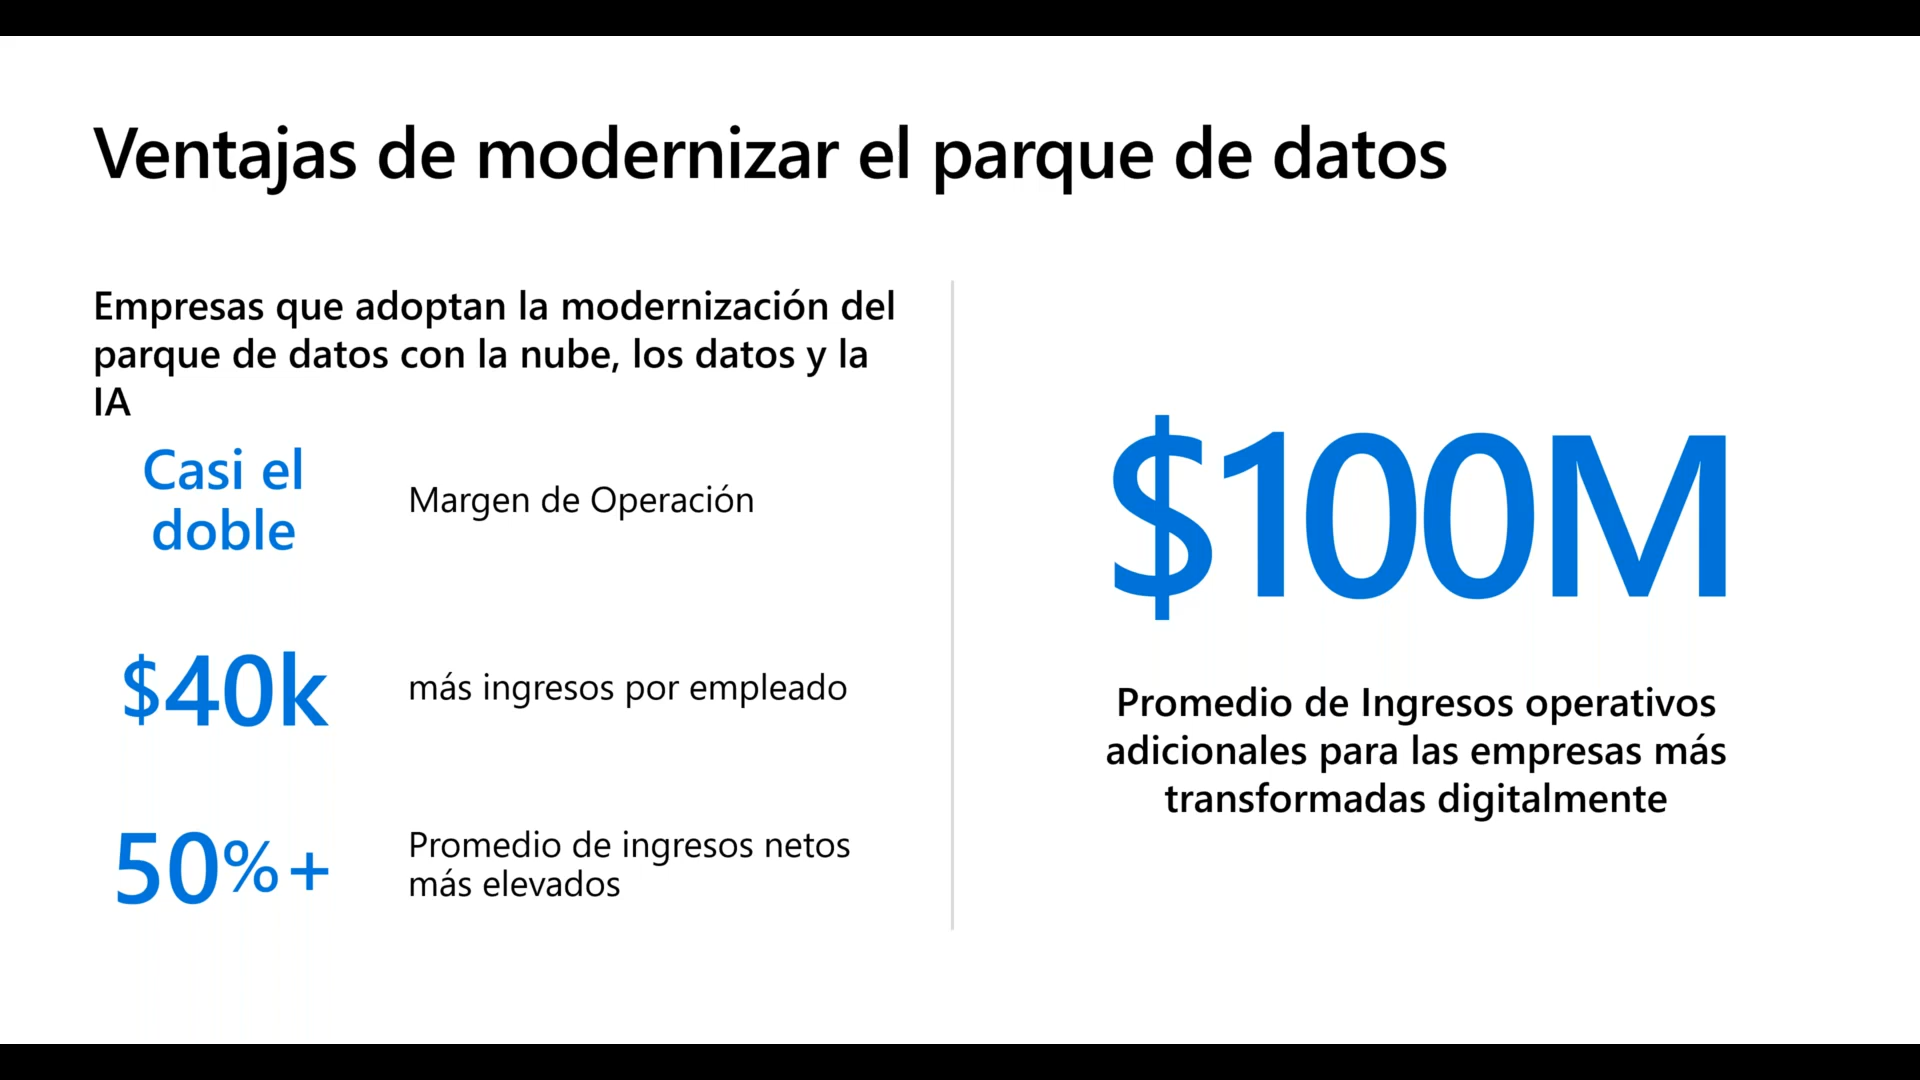 Ventajas de modernizar el parque de datos
Empresas que adoptan la modernización del
parque de datos con la nube, los datos y la
IA
Casi el
doble
Margen de Operación
$40k
más ingresos por empleado
50%+
Promedio de ingresos netos
más elevados
$100M
Promedio de Ingresos operativos
adicionales para las empresas más
transformadas digitalmente